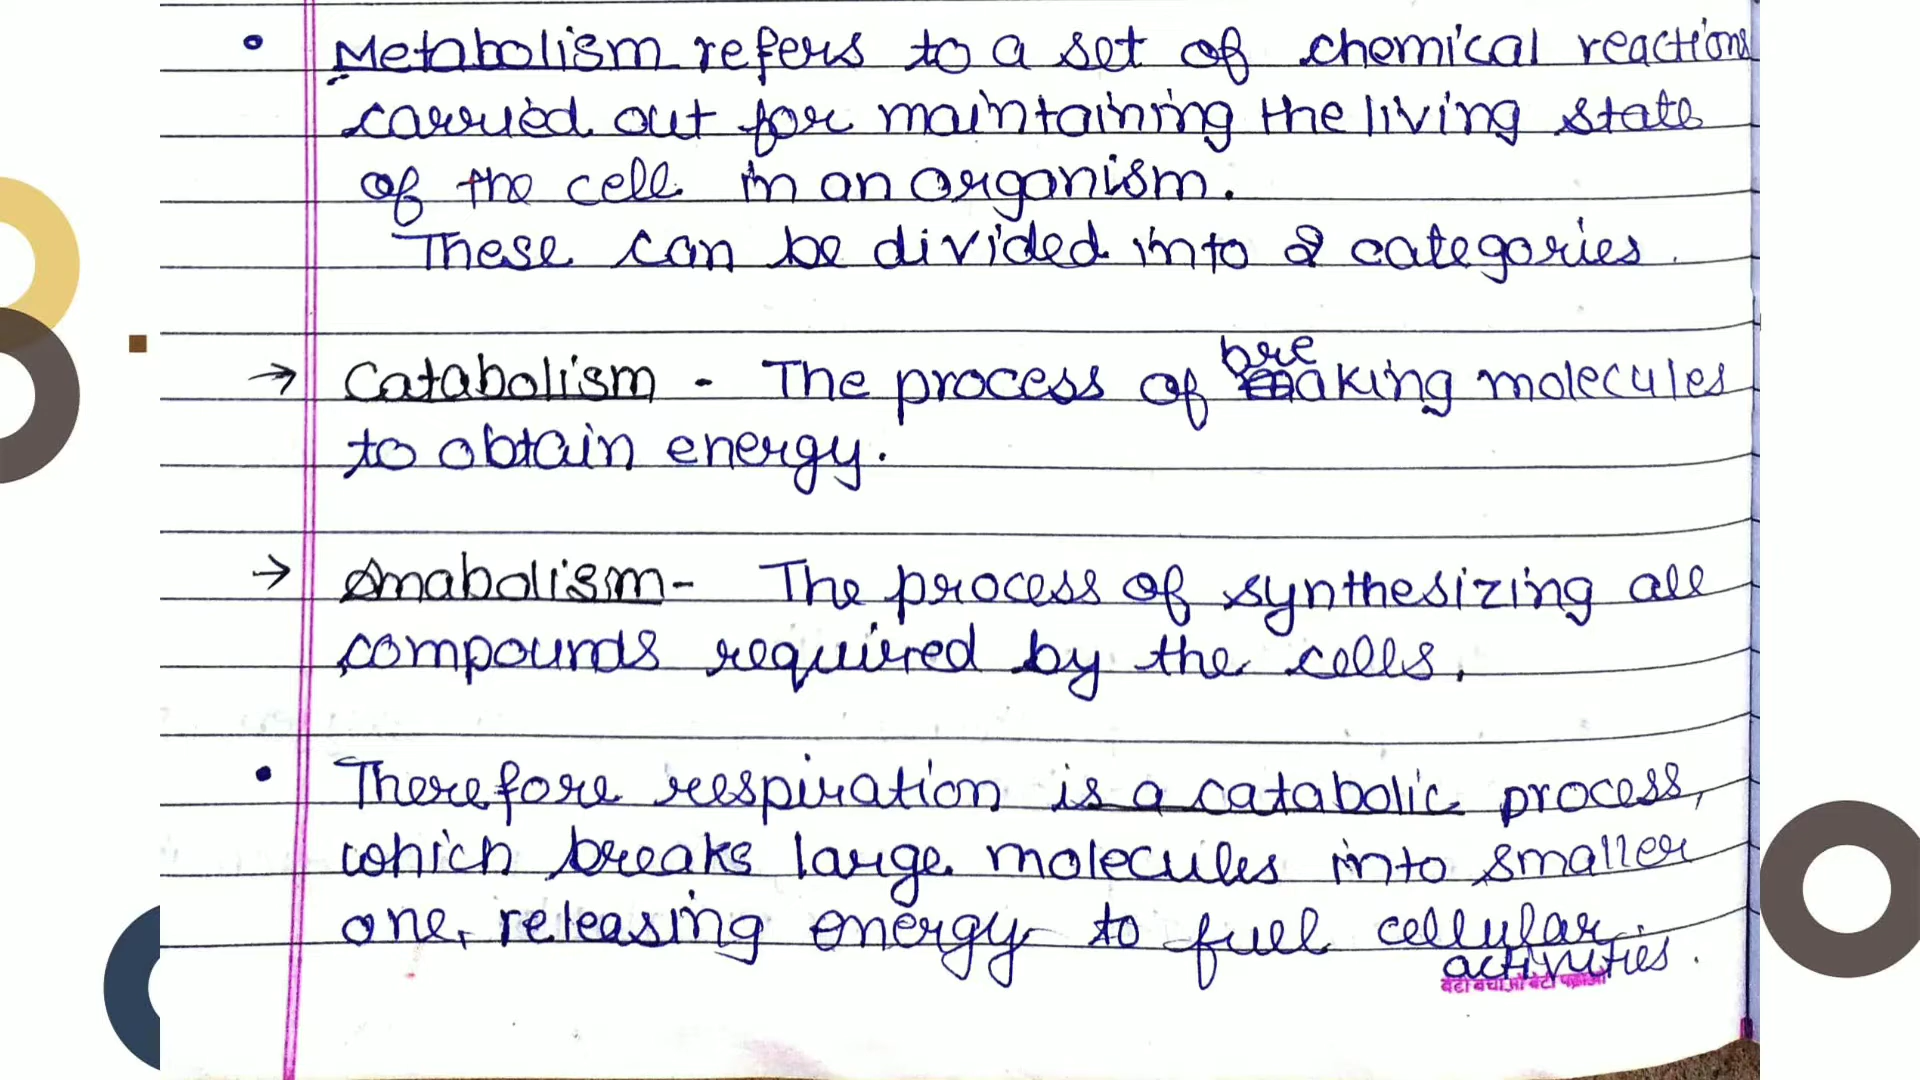 • Metabolism refers to a set of chemical reactions
carried out for maintaining the living state
of the cell in an organism.
These can be divided into 2 categories.
→ Catabolism - The process of breaking molecules
to obtain energy.
→ Anabolism - The process of synthesizing all
compounds required by the cells.
• Therefore respiration is a catabolic process,
which breaks large molecules into smaller
one, releasing energy to fuel cellular
activities.
बेटी बचाओ बेटी पढ़ाओ